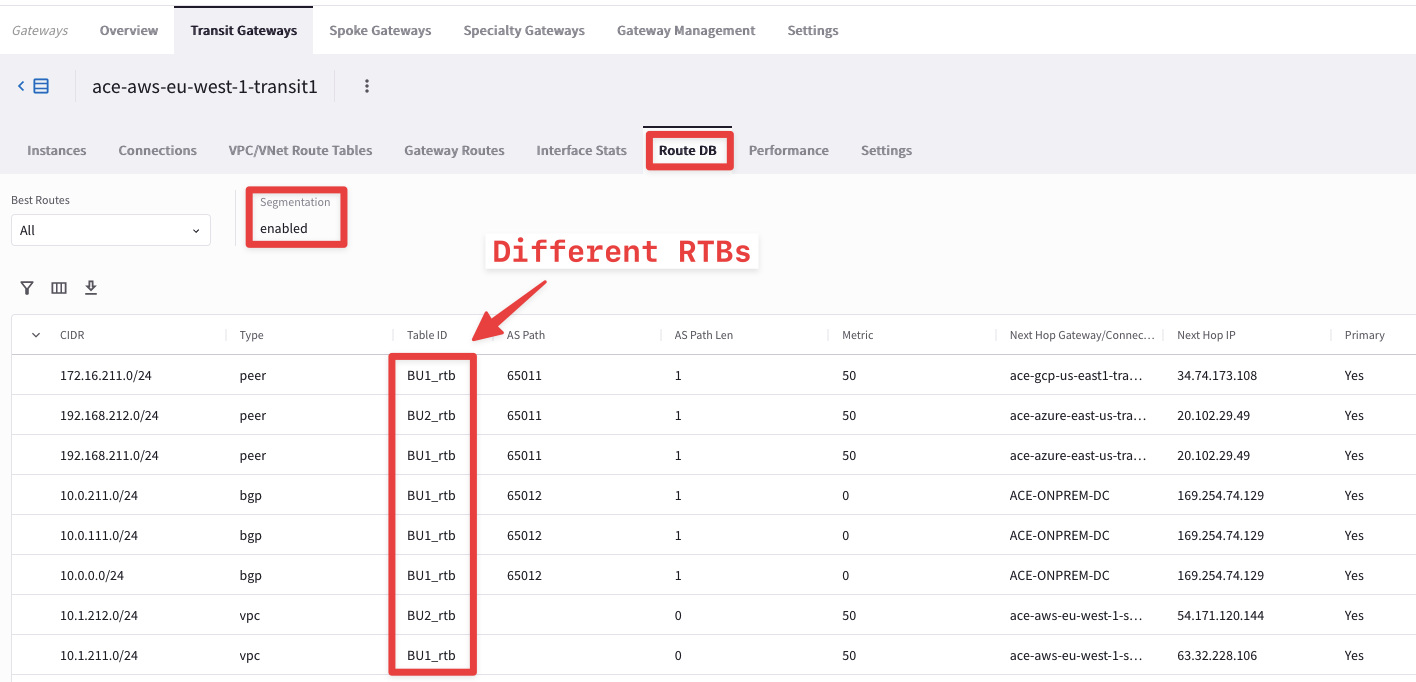 Gateways Overview Transit Gateways Spoke Gateways Specialty Gateways Gateway Management Settings
ace-aws-eu-west-1-transit1
Instances Connections VPC/VNet Route Tables Gateway Routes Interface Stats Route DB Performance Settings
Best Routes Segmentation
All enabled
Different RTBs
CIDR Type Table ID AS Path AS Path Len Metric Next Hop Gateway/Connec... Next Hop IP Primary
172.16.211.0/24 peer BU1_rtb 65011 1 50 ace-gcp-us-east1-tra... 34.74.173.108 Yes
192.168.212.0/24 peer BU2_rtb 65011 1 50 ace-azure-east-us-tra... 20.102.29.49 Yes
192.168.211.0/24 peer BU1_rtb 65011 1 50 ace-azure-east-us-tra... 20.102.29.49 Yes
10.0.211.0/24 bgp BU1_rtb 65012 1 0 ACE-ONPREM-DC 169.254.74.129 Yes
10.0.111.0/24 bgp BU1_rtb 65012 1 0 ACE-ONPREM-DC 169.254.74.129 Yes
10.0.0.0/24 bgp BU1_rtb 65012 1 0 ACE-ONPREM-DC 169.254.74.129 Yes
10.1.212.0/24 vpc BU2_rtb 0 50 ace-aws-eu-west-1-s... 54.171.120.144 Yes
10.1.211.0/24 vpc BU1_rtb 0 50 ace-aws-eu-west-1-s... 63.32.228.106 Yes